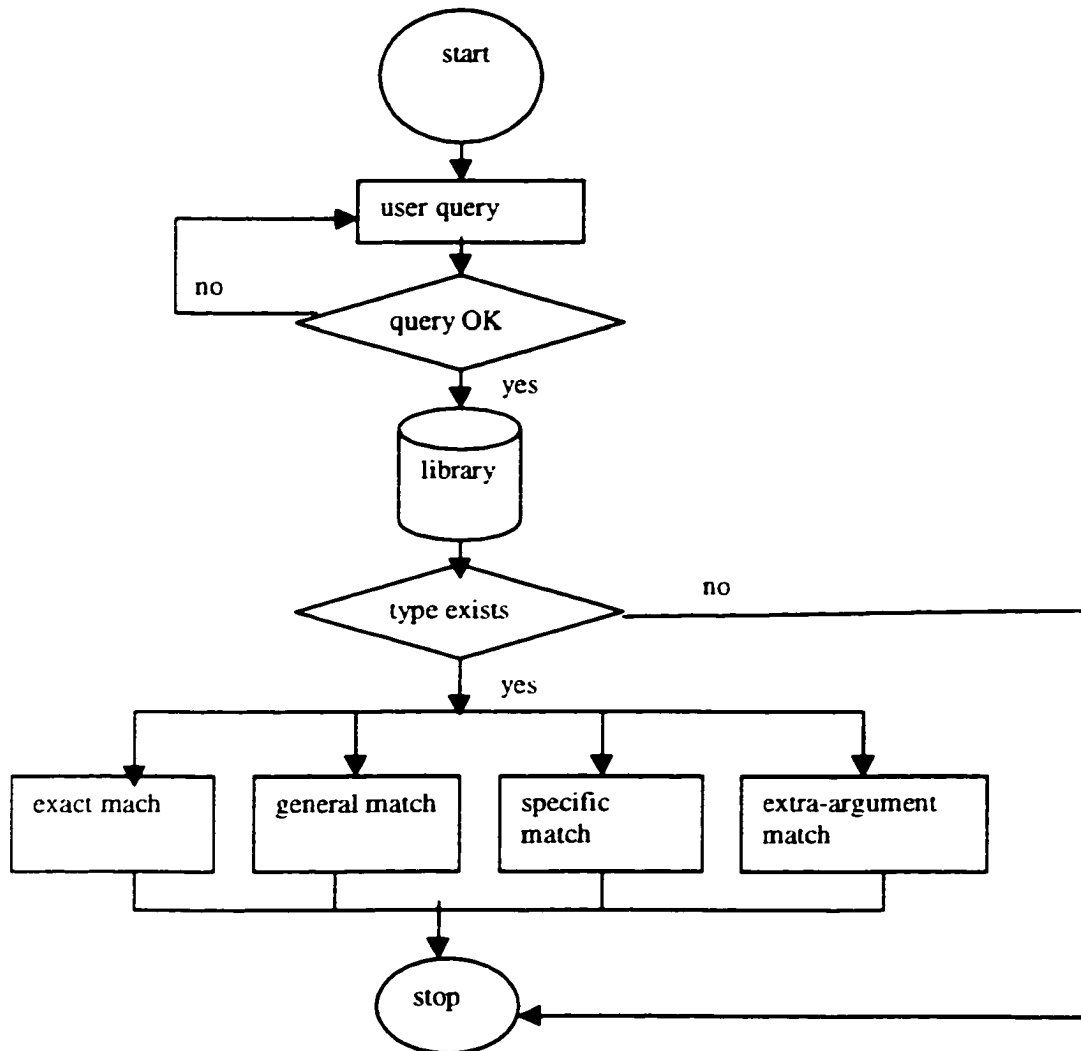 start
user query
no
query OK
yes
library
type exists
no
yes
exact mach
general match
specific
match
extra-argument
match
stop